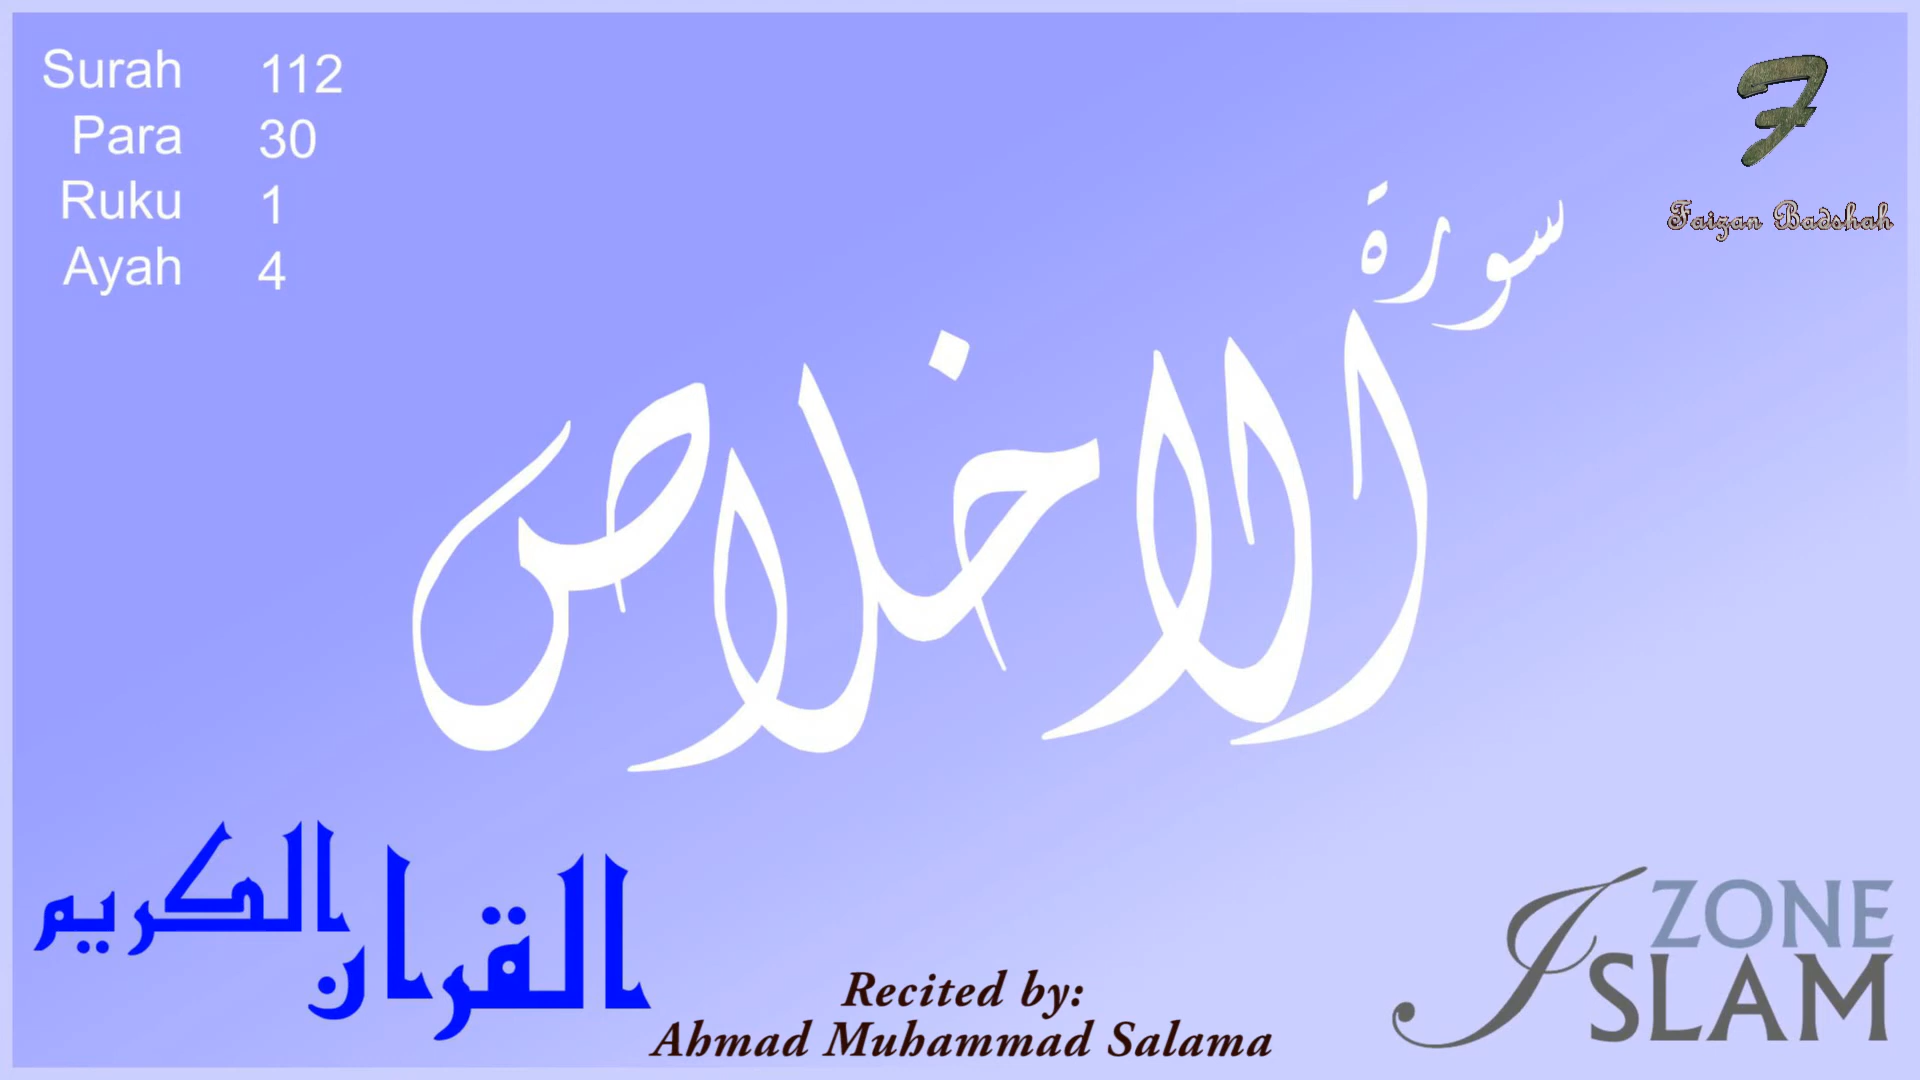 Surah 112
Para 30
Ruku 1
Ayah 4
F
Faizan Badshah
سورة
الاخلاص
القران
الكريم
Recited by:
Ahmad Muhammad Salama
ZONE
ISLAM